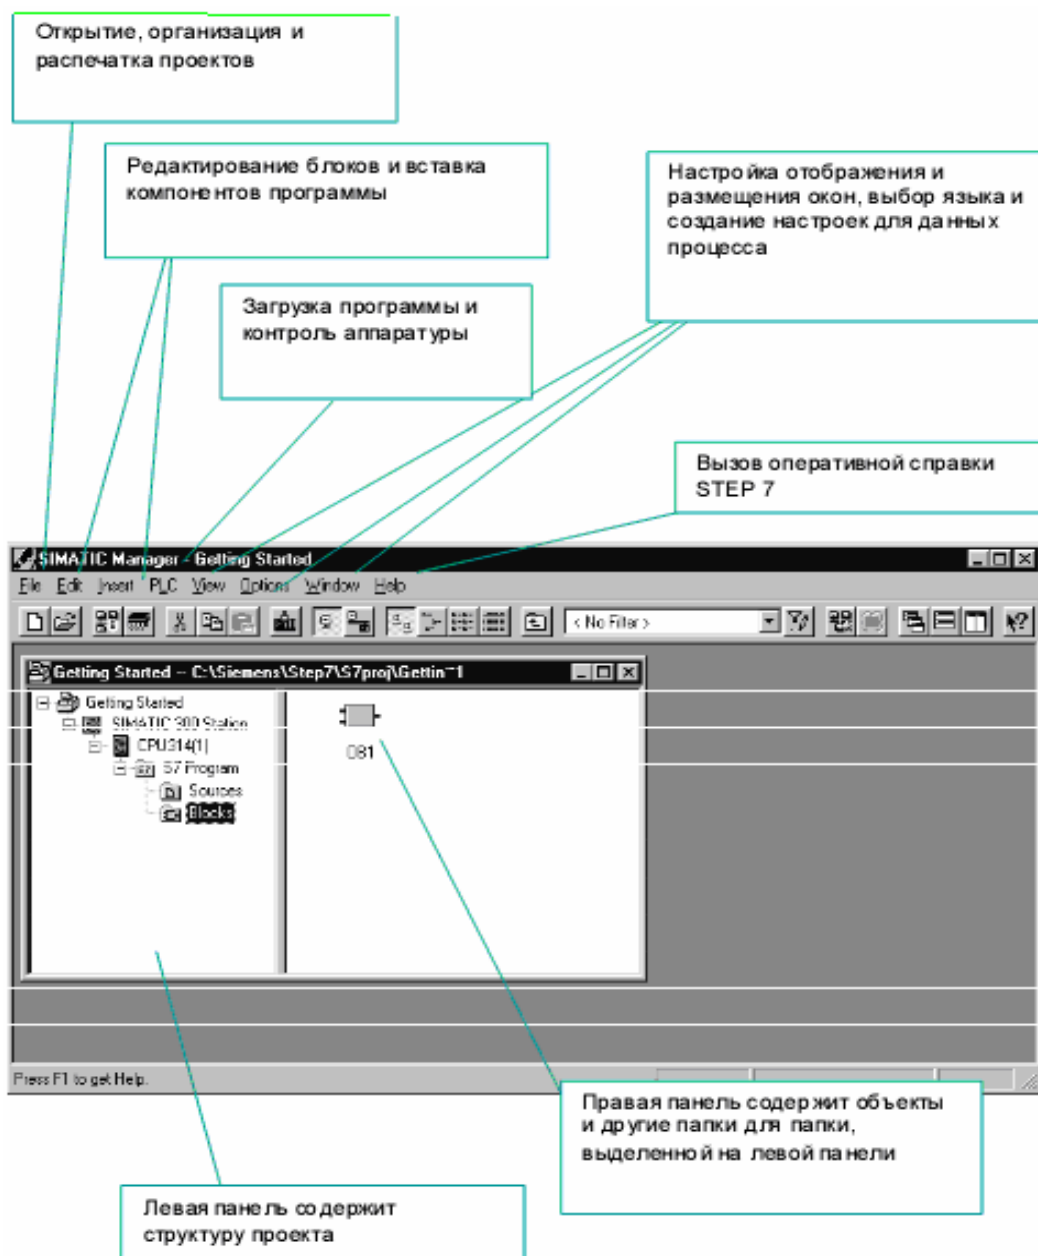 Открытие, организация и
распечатка проектов
Редактирование блоков и вставка
компонентов программы
Настройка отображения и
размещения окон, выбор языка и
создание настроек для данных
процесса
Загрузка программы и
контроль аппаратуры
Вызов оперативной справки
STEP 7
SIMATIC Manager - Getting Started
File Edit Insert PLC View Options Window Help
< No Filter >
Getting Started -- C:\Siemens\Step7\S7proj\Gettin~1
Getting Started
SIMATIC 300 Station
CPU314(1)
S7 Program
Sources
Blocks
OB1
Press F1 to get Help.
Правая панель содержит объекты
и другие папки для папки,
выделенной на левой панели
Левая панель содержит
структуру проекта